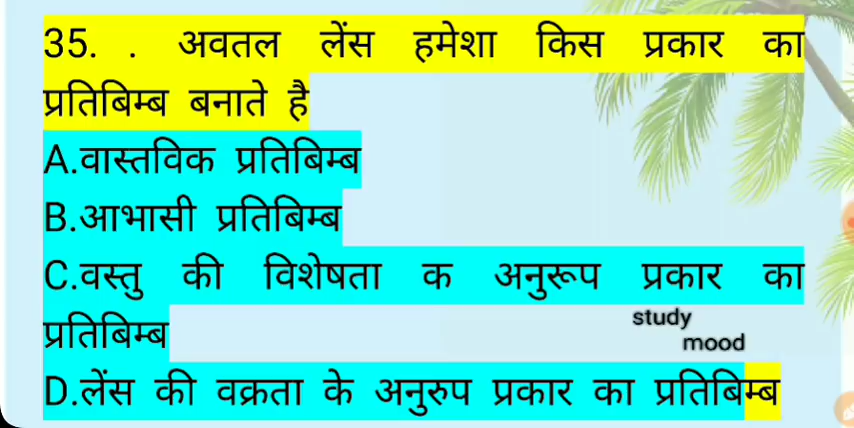 35. . अवतल लेंस हमेशा किस प्रकार का
प्रतिबिम्ब बनाते है
A.वास्तविक प्रतिबिम्ब
B.आभासी प्रतिबिम्ब
C.वस्तु की विशेषता क अनुरूप प्रकार का
प्रतिबिम्ब
study
mood
D.लेंस की वक्रता के अनुरुप प्रकार का प्रतिबिम्ब